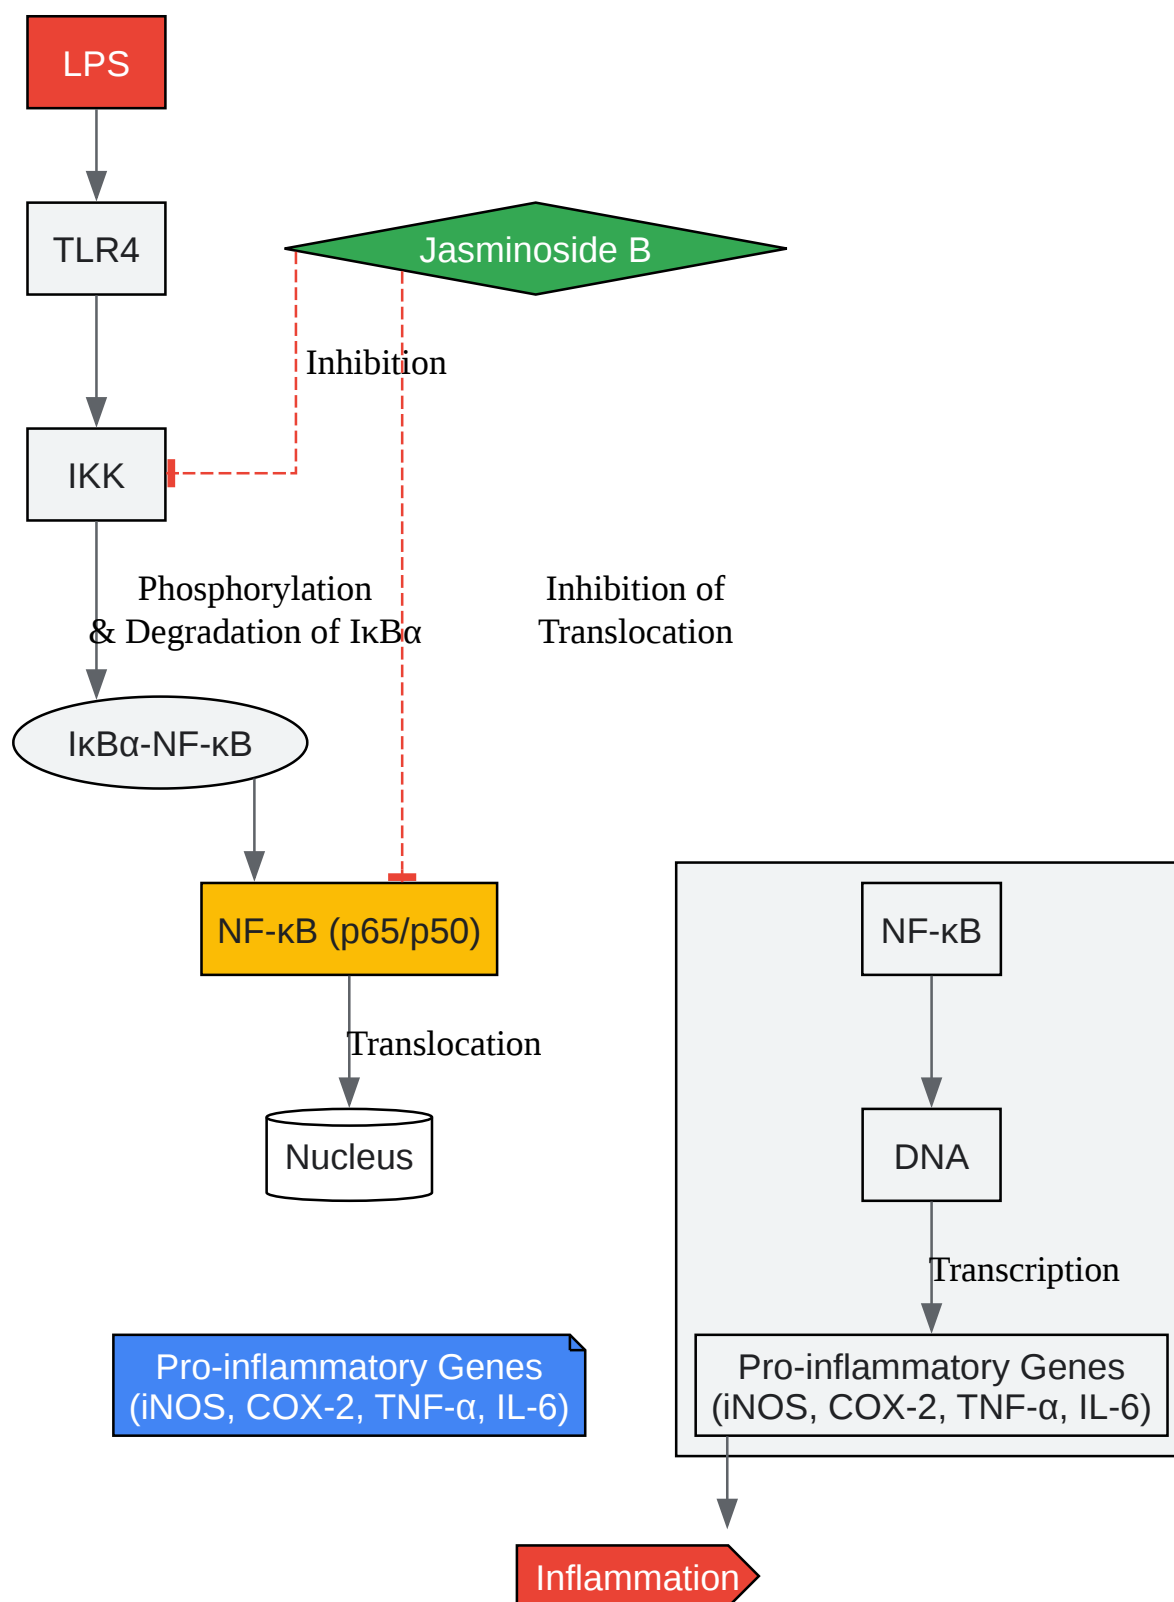 LPS
TLR4
Jasminoside B
Inhibition
IKK
Phosphorylation
& Degradation of IκBα
Inhibition of
Translocation
IκBα-NF-κB
NF-κB (p65/p50)
NF-κB
Translocation
Nucleus
DNA
Transcription
Pro-inflammatory Genes
(iNOS, COX-2, TNF-α, IL-6)
Pro-inflammatory Genes
(iNOS, COX-2, TNF-α, IL-6)
Inflammation